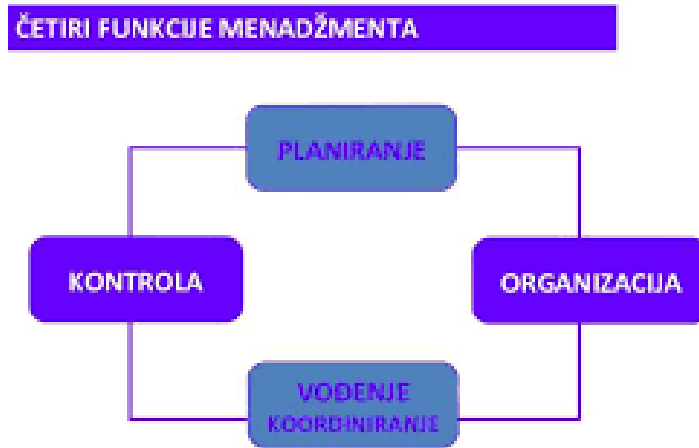 ČETIRI FUNKCIJE MENADŽMENTA
PLANIRANJE
KONTROLA
ORGANIZACIJA
VOĐENJE
KOORDINIRANJE